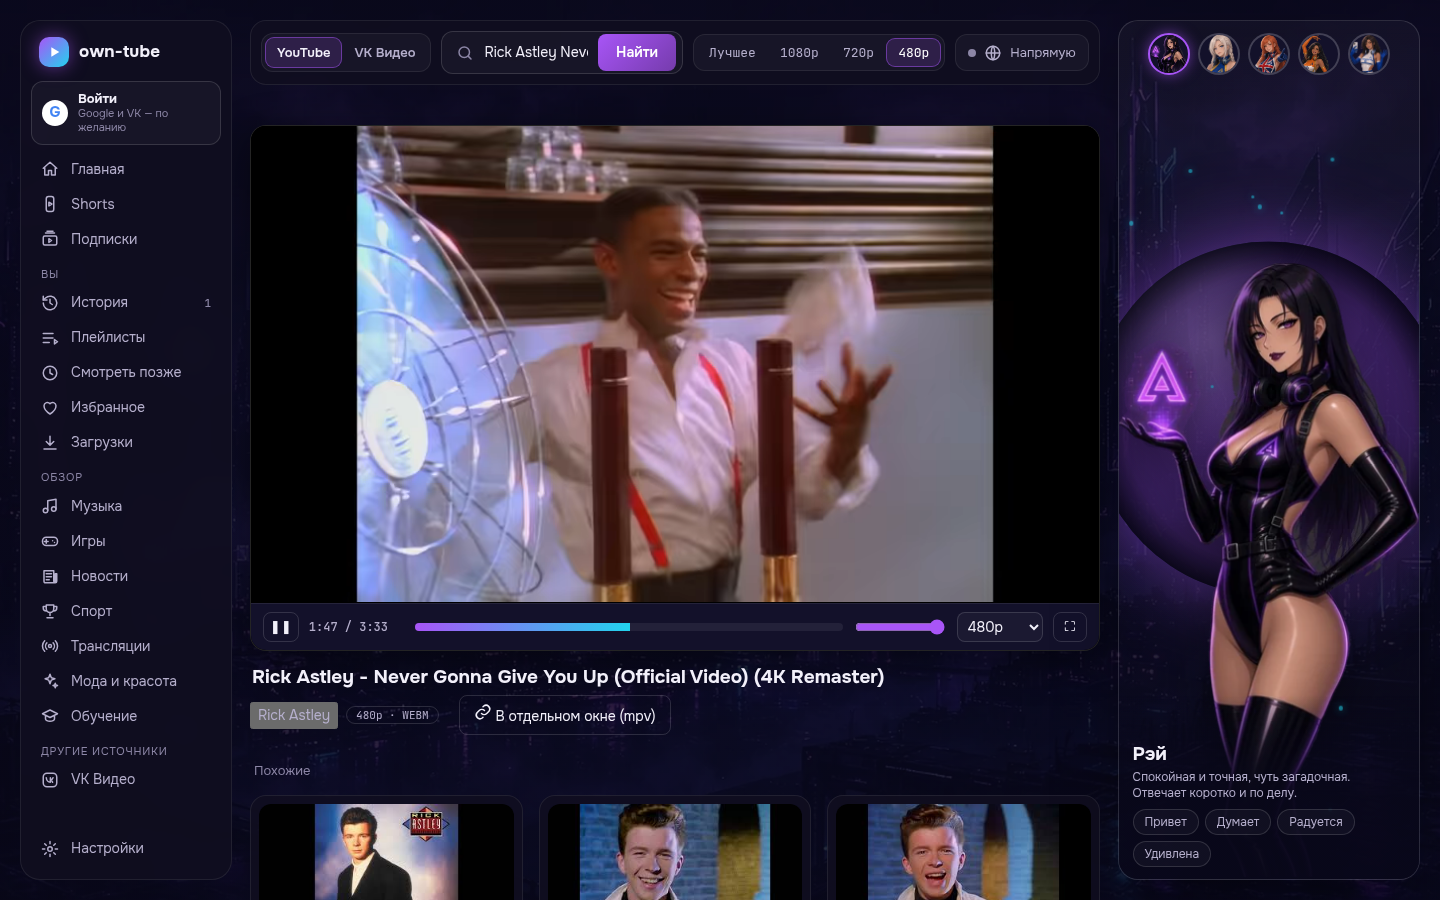 own-tube
Войти
Google и VK — по
желанию
Главная
Shorts
Подписки
ВЫ
История 1
Плейлисты
Смотреть позже
Избранное
Загрузки
ОБЗОР
Музыка
Игры
Новости
Спорт
Трансляции
Мода и красота
Обучение
ДРУГИЕ ИСТОЧНИКИ
VK Видео
Настройки
YouTube VK Видео
Rick Astley Nev
Найти
Лучшее 1080p 720p 480p
Напрямую
1:47 / 3:33
480p
Rick Astley - Never Gonna Give You Up (Official Video) (4K Remaster)
Rick Astley
480p · WEBM
В отдельном окне (mpv)
Похожие
RICK
ASTLEY
Рэй
Спокойная и точная, чуть загадочная.
Отвечает коротко и по делу.
Привет Думает Радуется
Удивлена